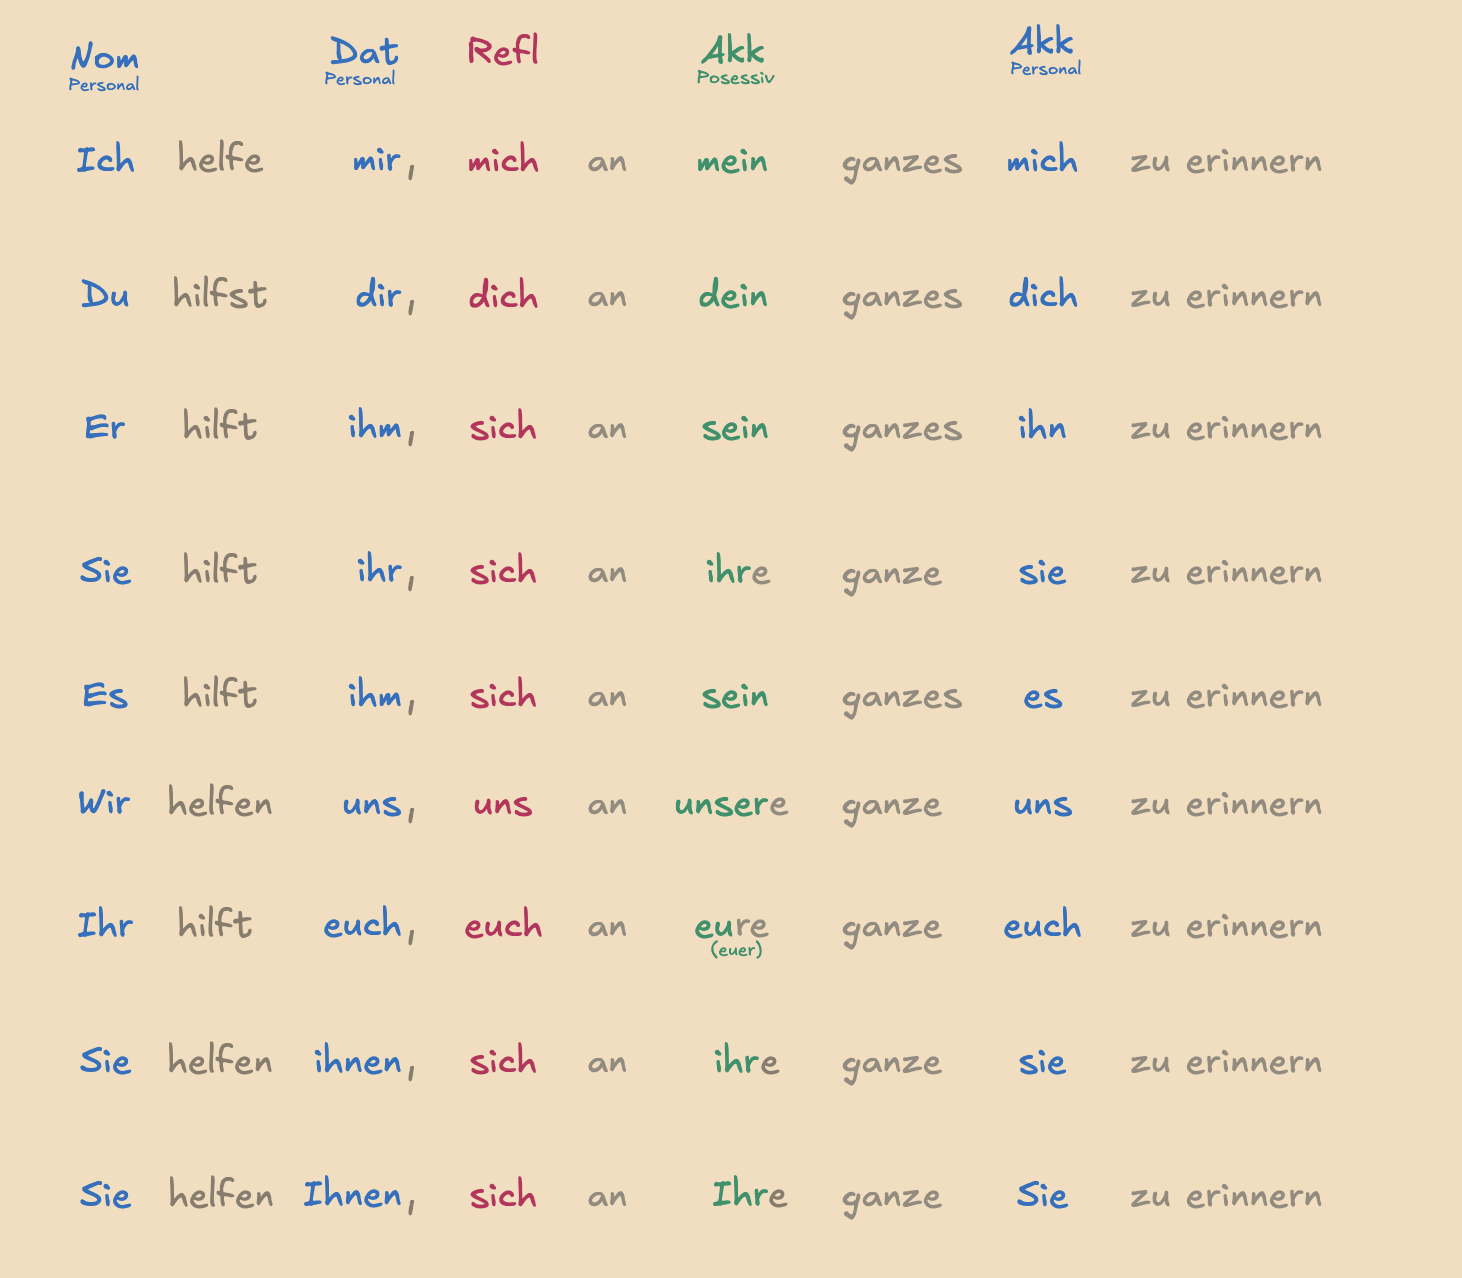 Nom Dat Refl Akk Akk
Personal Personal Posessiv Personal
Ich helfe mir, mich an mein ganzes mich zu erinnern
Du hilfst dir, dich an dein ganzes dich zu erinnern
Er hilft ihm, sich an sein ganzes ihn zu erinnern
Sie hilft ihr, sich an ihre ganze sie zu erinnern
Es hilft ihm, sich an sein ganzes es zu erinnern
Wir helfen uns, uns an unsere ganze uns zu erinnern
Ihr hilft euch, euch an eure ganze euch zu erinnern
(euer)
Sie helfen ihnen, sich an ihre ganze sie zu erinnern
Sie helfen Ihnen, sich an Ihre ganze Sie zu erinnern